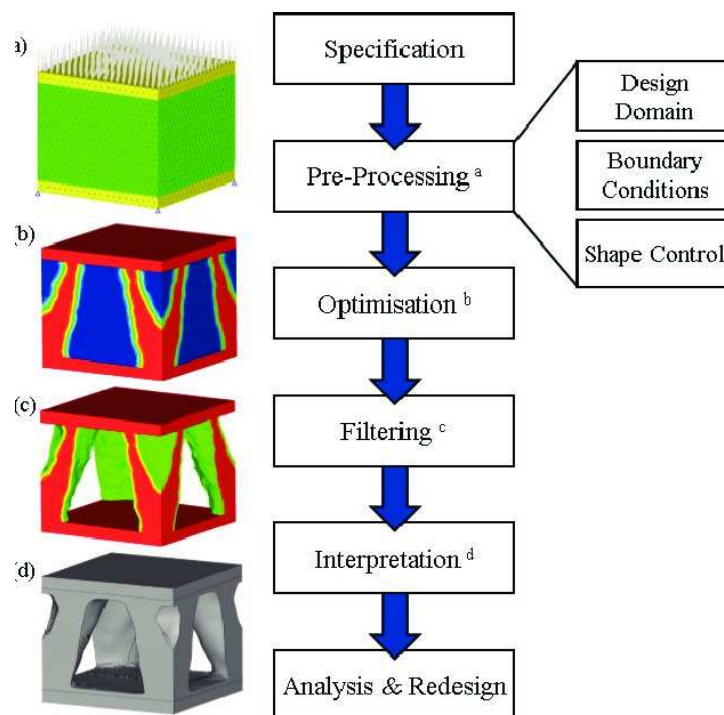 a)
(b)
(c)
(d)
Specification
Pre-Processing a
Optimisation b
Filtering c
Interpretation d
Analysis & Redesign
Design
Domain
Boundary
Conditions
Shape Control